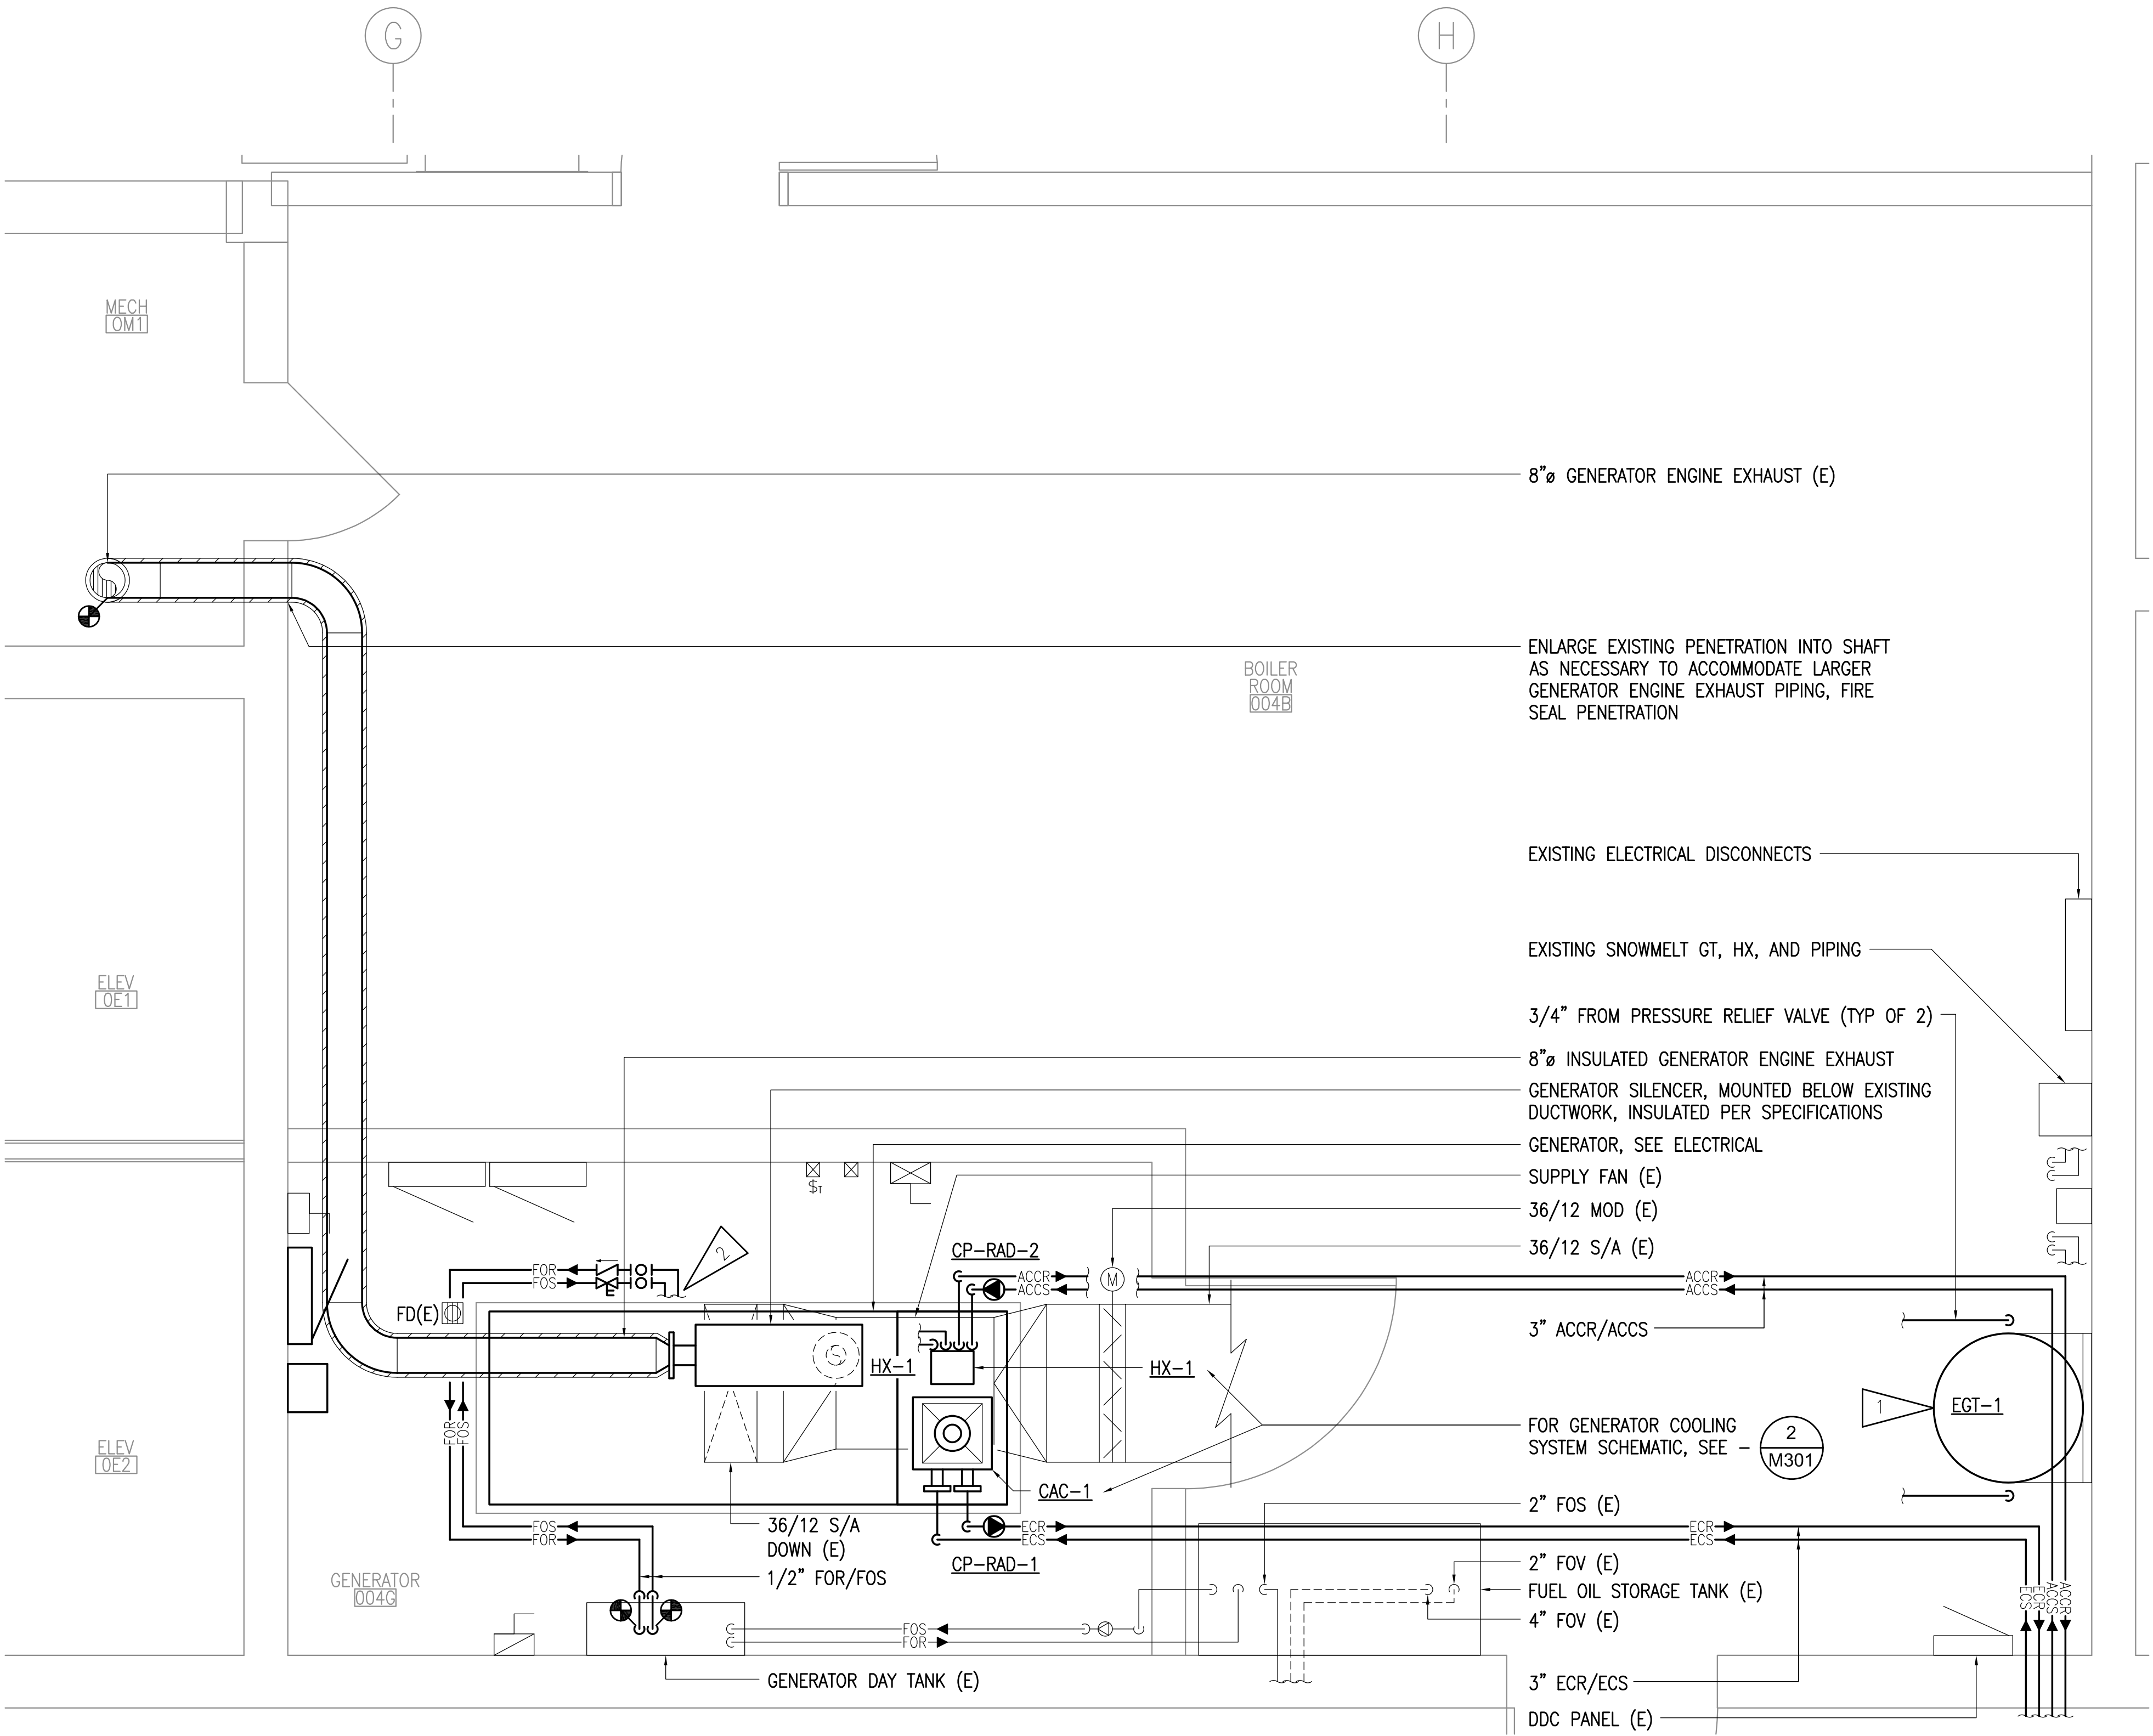 G
H
MECH
0M1
8"ø GENERATOR ENGINE EXHAUST (E)
ENLARGE EXISTING PENETRATION INTO SHAFT
AS NECESSARY TO ACCOMMODATE LARGER
GENERATOR ENGINE EXHAUST PIPING, FIRE
SEAL PENETRATION
BOILER
ROOM
004B
EXISTING ELECTRICAL DISCONNECTS
EXISTING SNOWMELT GT, HX, AND PIPING
ELEV
0E1
3/4" FROM PRESSURE RELIEF VALVE (TYP OF 2)
8"ø INSULATED GENERATOR ENGINE EXHAUST
GENERATOR SILENCER, MOUNTED BELOW EXISTING
DUCTWORK, INSULATED PER SPECIFICATIONS
GENERATOR, SEE ELECTRICAL
SUPPLY FAN (E)
$T
36/12 MOD (E)
36/12 S/A (E)
2
CP-RAD-2
FOR
FOS
ACCR
ACCS
M
ACCR
ACCS
FD(E)
3" ACCR/ACCS
S
HX-1
HX-1
1
EGT-1
FOR GENERATOR COOLING
SYSTEM SCHEMATIC, SEE -
2
M301
FOR
FOS
ELEV
0E2
CAC-1
2" FOS (E)
36/12 S/A
DOWN (E)
FOS
FOR
ECR
ECS
ECR
ECS
CP-RAD-1
2" FOV (E)
1/2" FOR/FOS
GENERATOR
004G
FUEL OIL STORAGE TANK (E)
4" FOV (E)
ECS
ECR
ACCS
ACCR
FOS
FOR
GENERATOR DAY TANK (E)
3" ECR/ECS
DDC PANEL (E)